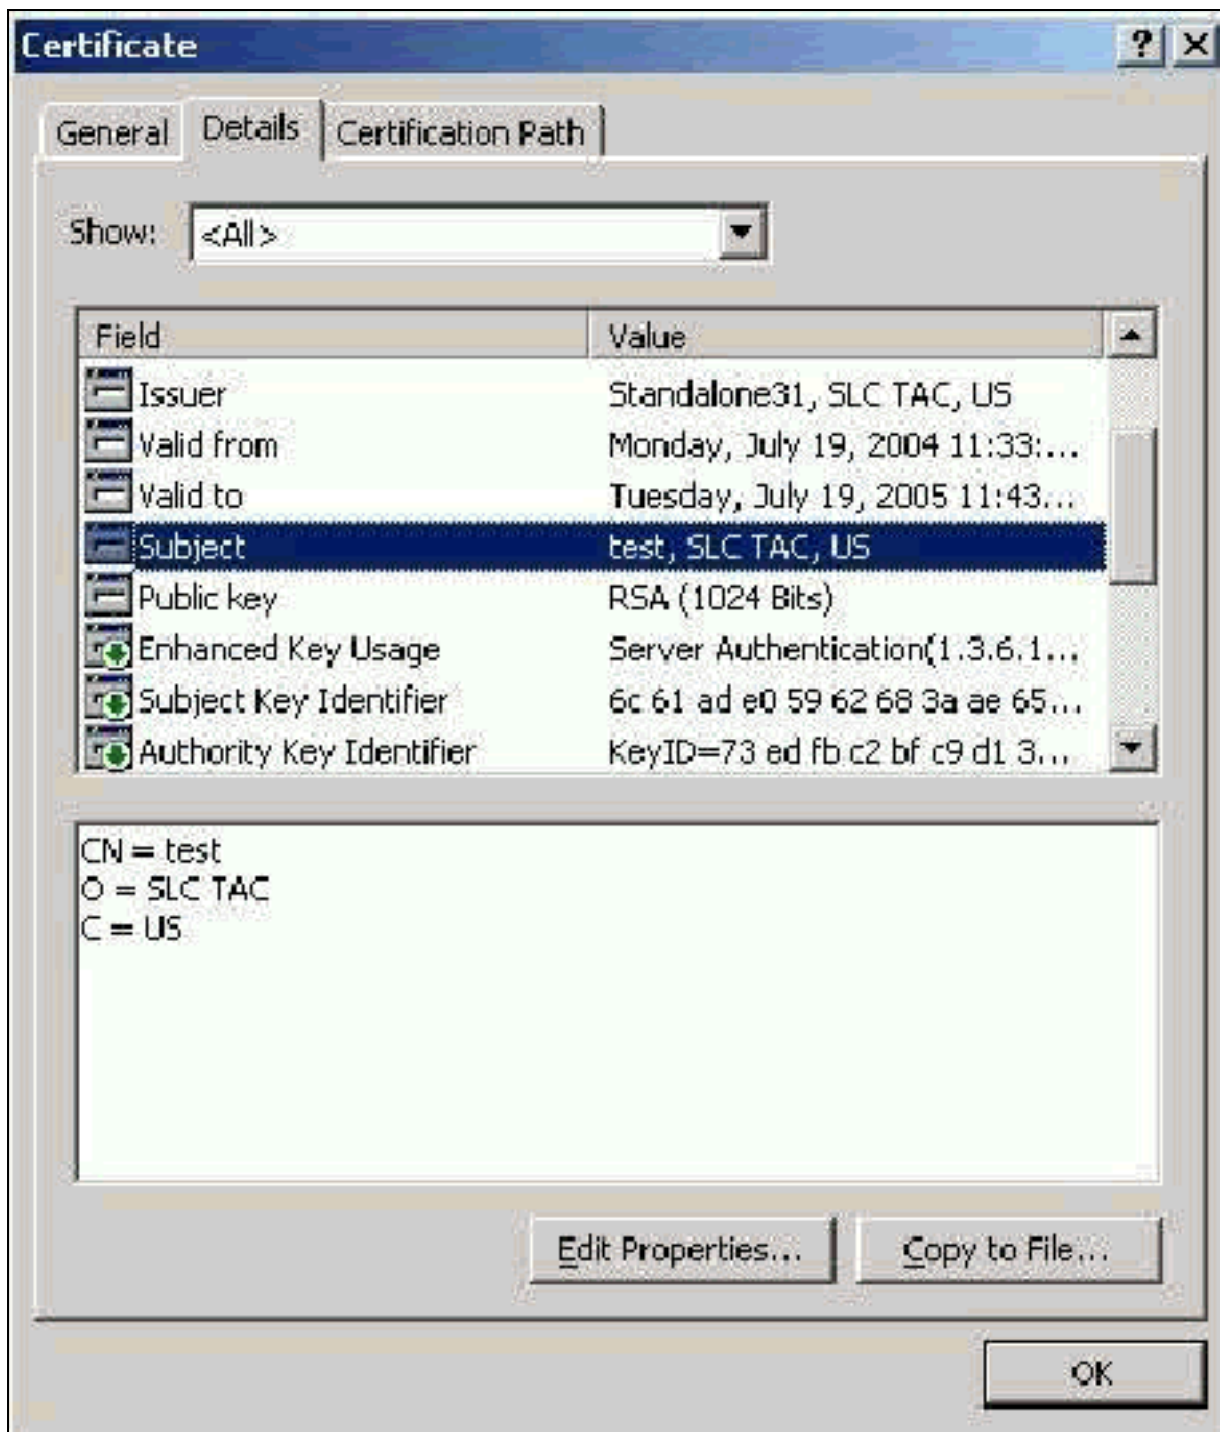 Certificate
General Details Certification Path
Show: <All>
Field Value
Issuer Standalone31, SLC TAC, US
Valid from Monday, July 19, 2004 11:33:...
Valid to Tuesday, July 19, 2005 11:43...
Subject test, SLC TAC, US
Public key RSA (1024 Bits)
Enhanced Key Usage Server Authentication(1.3.6.1...
Subject Key Identifier 6c 61 ad e0 59 62 68 3a ae 65...
Authority Key Identifier KeyID=73 ed fb c2 bf c9 d1 3...
CN = test
O = SLC TAC
C = US
Edit Properties... Copy to File...
OK